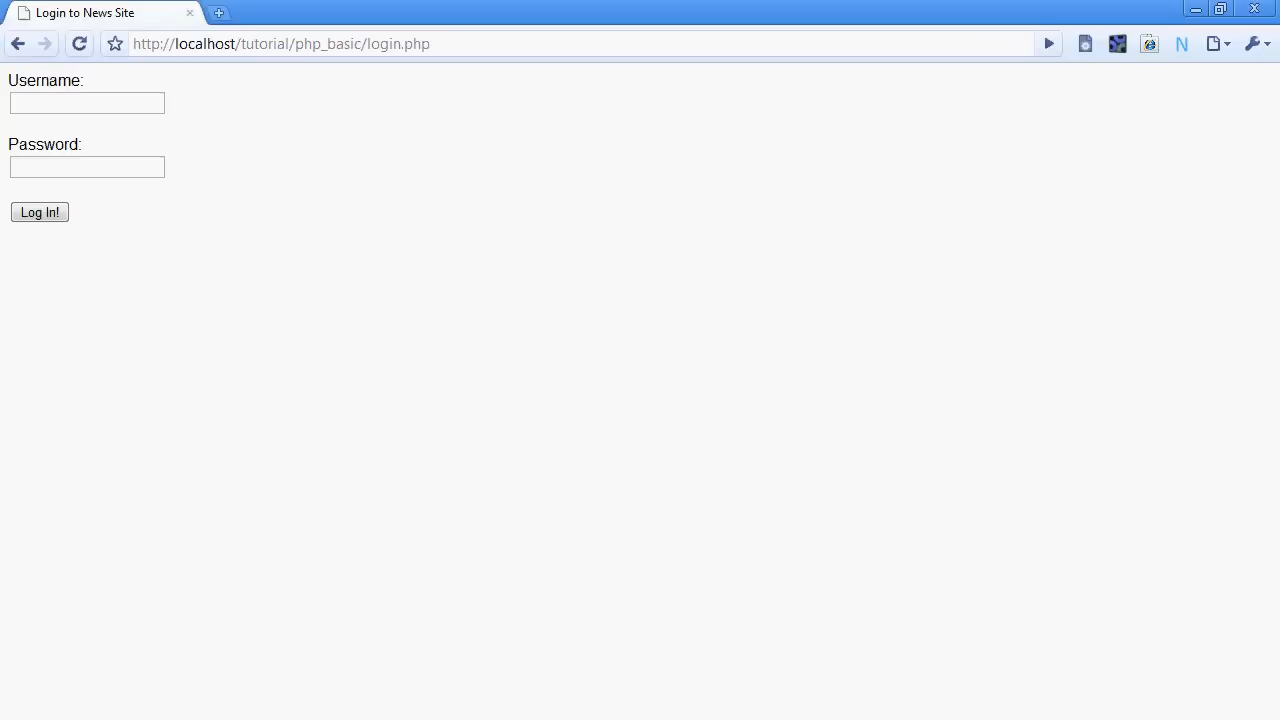 Login to News Site
http://localhost/tutorial/php_basic/login.php
N
Username:
Password:
Log In!